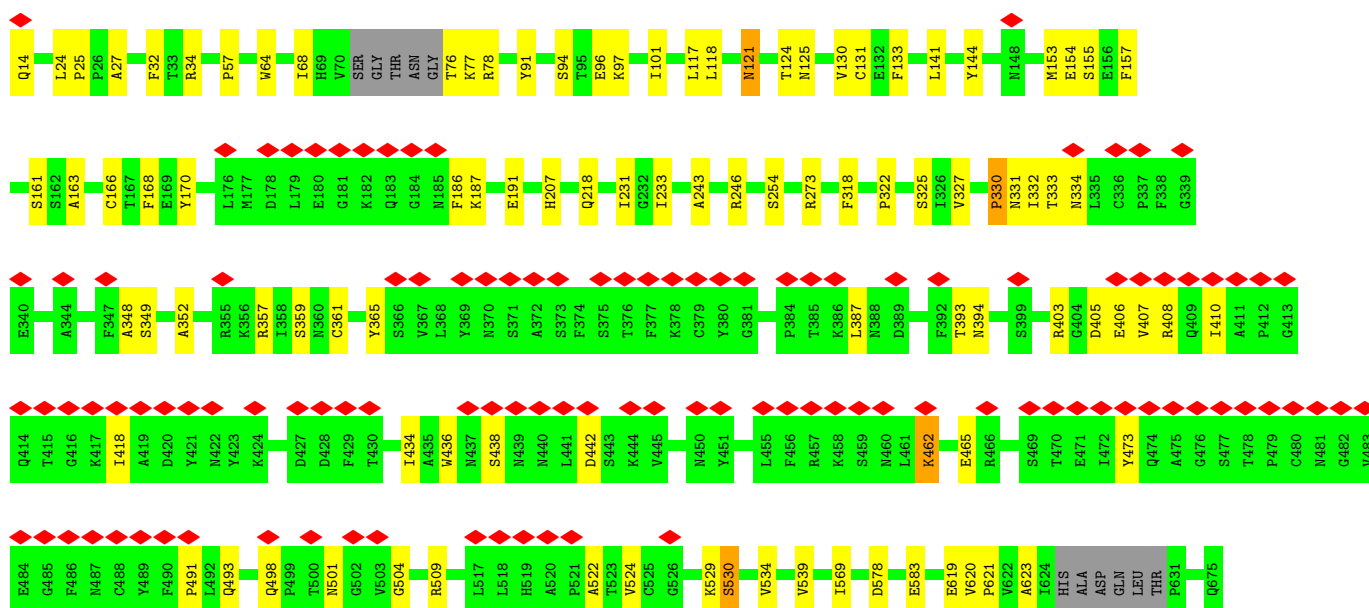 Q14 L24 P25 P26 A27 F32 T33 R34 P57 W64 I68 H69 V70 SER GLY THR ASN GLY T76 K77 R78 Y91 S94 T95 E96 K97 I101 L117 L118 N121 T124 N125 V130 C131 E132 F133 L141 Y144 N148 M153 E154 S155 E156 F157
S161 S162 A163 C166 T167 F168 E169 Y170 L176 M177 D178 L179 E180 G181 K182 Q183 G184 N185 F186 K187 E191 H207 Q218 I231 G232 I233 A243 R246 S254 R273 F318 P322 S325 I326 V327 P330 N331 I332 T333 N334 L335 C336 P337 F338 G339
E340 A344 F347 A348 S349 A352 R355 K356 R357 I358 S359 N360 C361 Y365 S366 V367 L368 Y369 N370 S371 A372 S373 F374 S375 T376 F377 K378 C379 Y380 G381 P384 T385 K386 L387 N388 D389 F392 T393 N394 S399 R403 G404 D405 E406 V407 R408 Q409 I410 A411 P412 G413
Q414 T415 G416 K417 I418 A419 D420 Y421 N422 Y423 K424 D427 D428 F429 T430 I434 A435 W436 N437 S438 N439 N440 L441 D442 S443 K444 V445 N450 Y451 L455 F456 R457 K458 S459 N460 L461 K462 E465 R466 S469 T470 E471 I472 Y473 Q474 A475 G476 S477 T478 P479 C480 N481 G482 V483
E484 G485 F486 N487 C488 Y489 F490 P491 L492 Q493 Q498 P499 T500 N501 G502 V503 G504 R509 L517 L518 H519 A520 P521 A522 T523 V524 C525 G526 K529 S530 V534 V539 I569 D578 E583 E619 V620 P621 V622 A623 I624 HIS ALA ASP GLN LEU THR P631 Q675